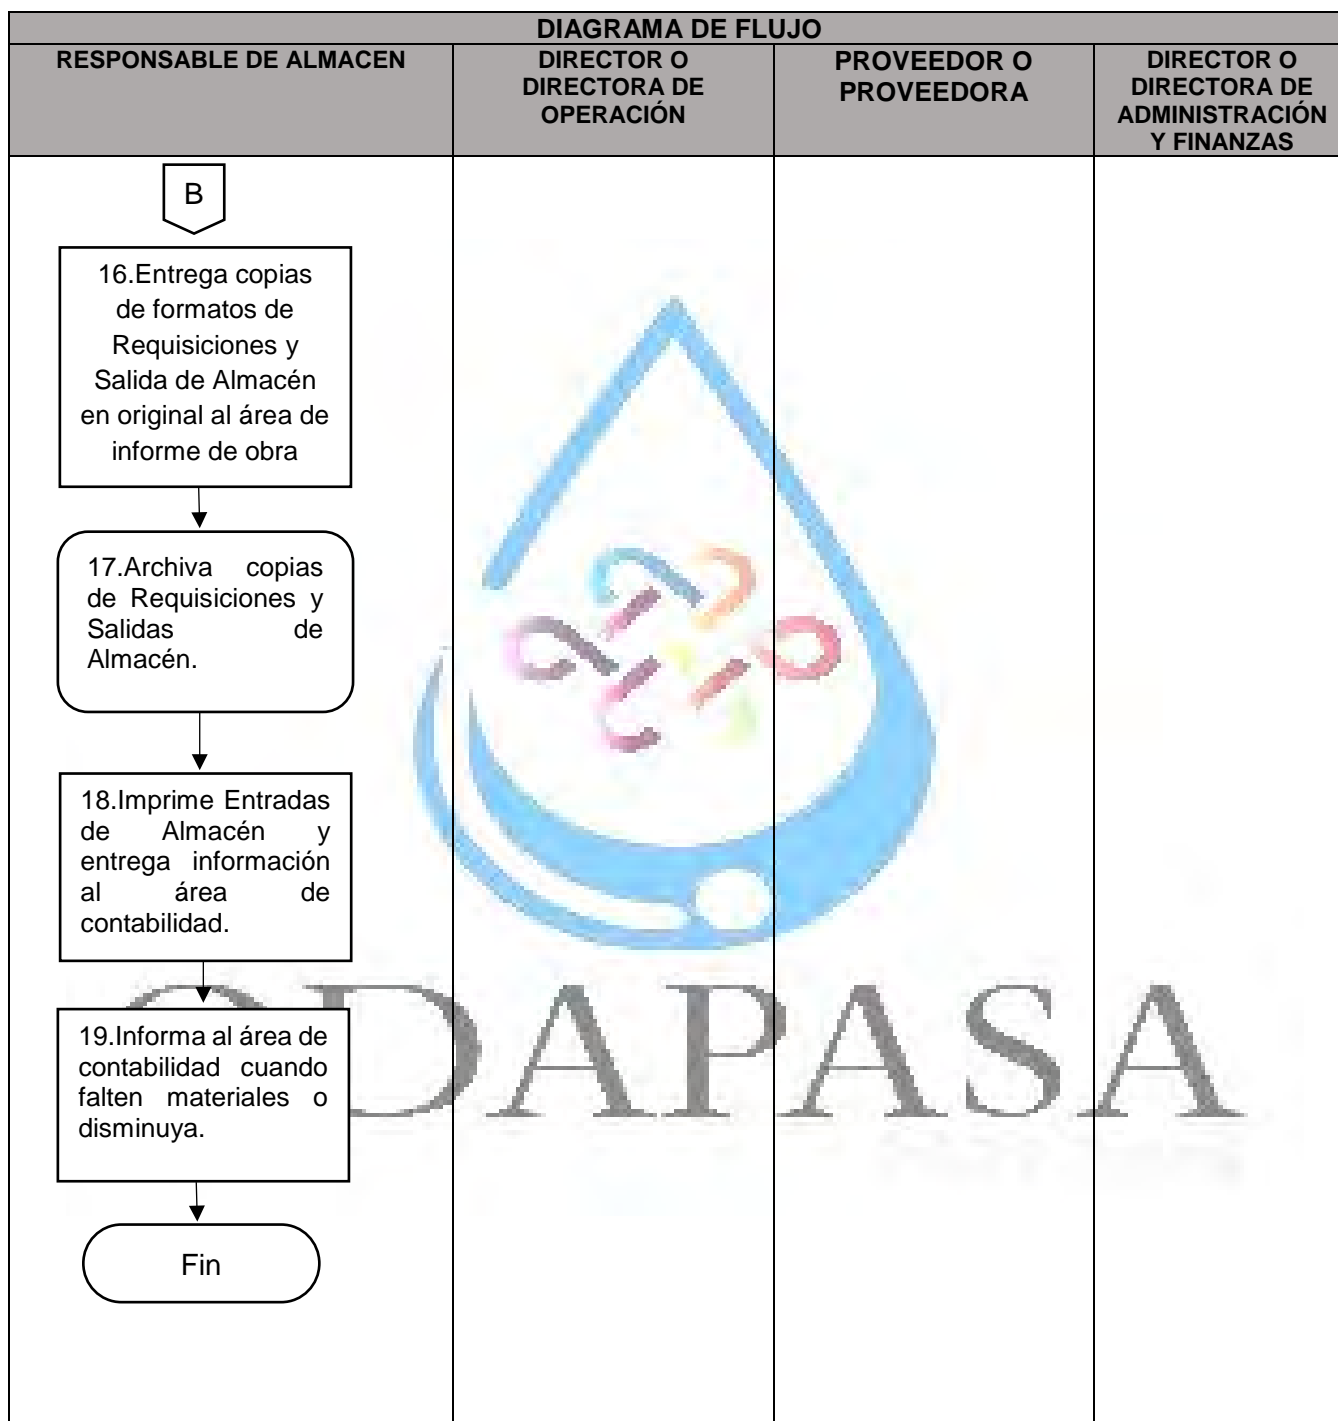 DIAGRAMA DE FLUJO
RESPONSABLE DE ALMACEN
DIRECTOR O
DIRECTORA DE
OPERACIÓN
PROVEEDOR O
PROVEEDORA
DIRECTOR O
DIRECTORA DE
ADMINISTRACIÓN
Y FINANZAS
B
16.Entrega copias
de formatos de
Requisiciones y
Salida de Almacén
en original al área de
informe de obra
17.Archiva copias
de Requisiciones y
Salidas de
Almacén.
18.Imprime Entradas
de Almacén y
entrega información
al área de
contabilidad.
19.Informa al área de
contabilidad cuando
falten materiales o
disminuya.
Fin
ODAPASA